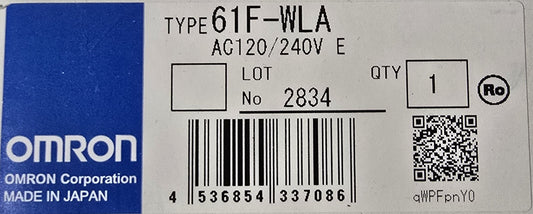 TYPE 61F-WLA
AC120/240V E
LOT
No 2834
QTY 1
Ro
OMRON
OMRON Corporation
MADE IN JAPAN
4 536854 337086
qWPFpnY0